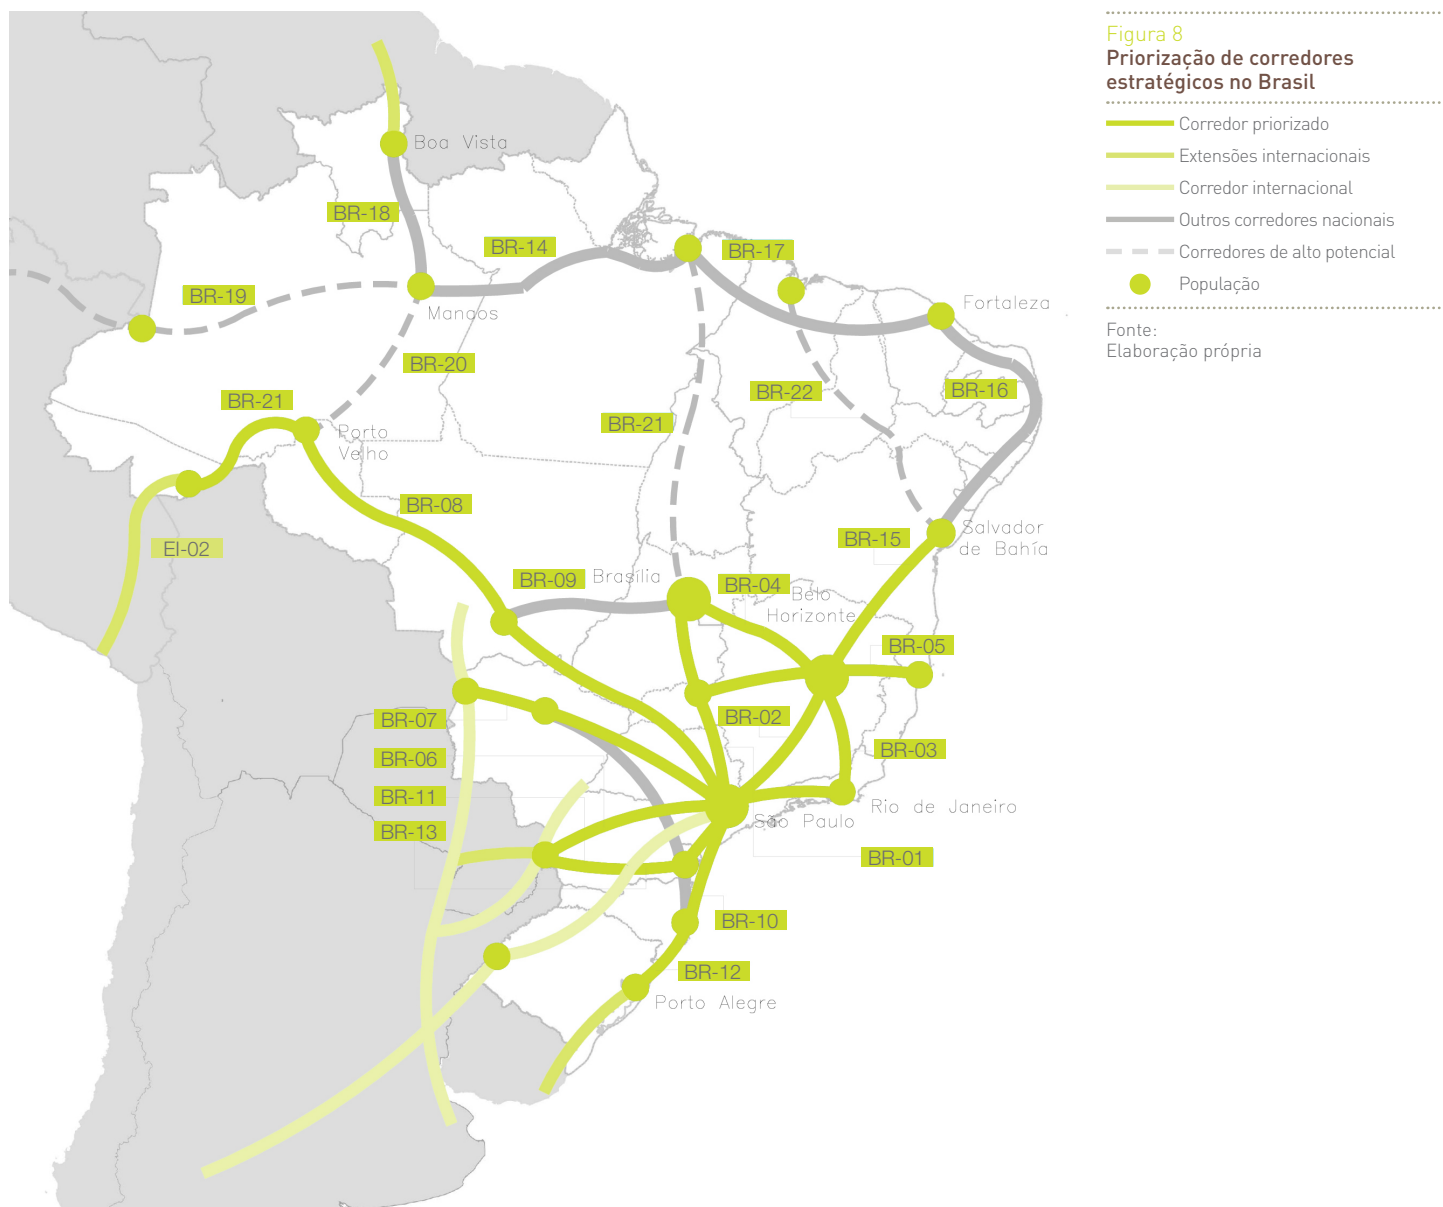 Figura 8
Priorização de corredores
estratégicos no Brasil
Corredor priorizado
Extensões internacionais
Corredor internacional
Outros corredores nacionais
Corredores de alto potencial
População
Fonte:
Elaboração própria
Boa Vista
BR-18
BR-14
BR-17
BR-19
Manaos
Fortaleza
BR-20
BR-22
BR-16
BR-21
BR-21
Porto
Velho
BR-08
EI-02
BR-15
Salvador
de Bahía
BR-09
Brasília
BR-04
Belo
Horizonte
BR-05
BR-07
BR-02
BR-03
BR-06
BR-11
Rio de Janeiro
São Paulo
BR-13
BR-01
BR-10
BR-12
Porto Alegre